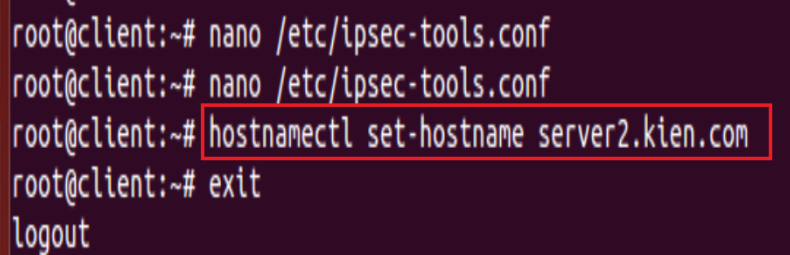 root@client:~# nano /etc/ipsec-tools.conf
root@client:~# nano /etc/ipsec-tools.conf
root@client:~# hostnamectl set-hostname server2.kien.com
root@client:~# exit
logout